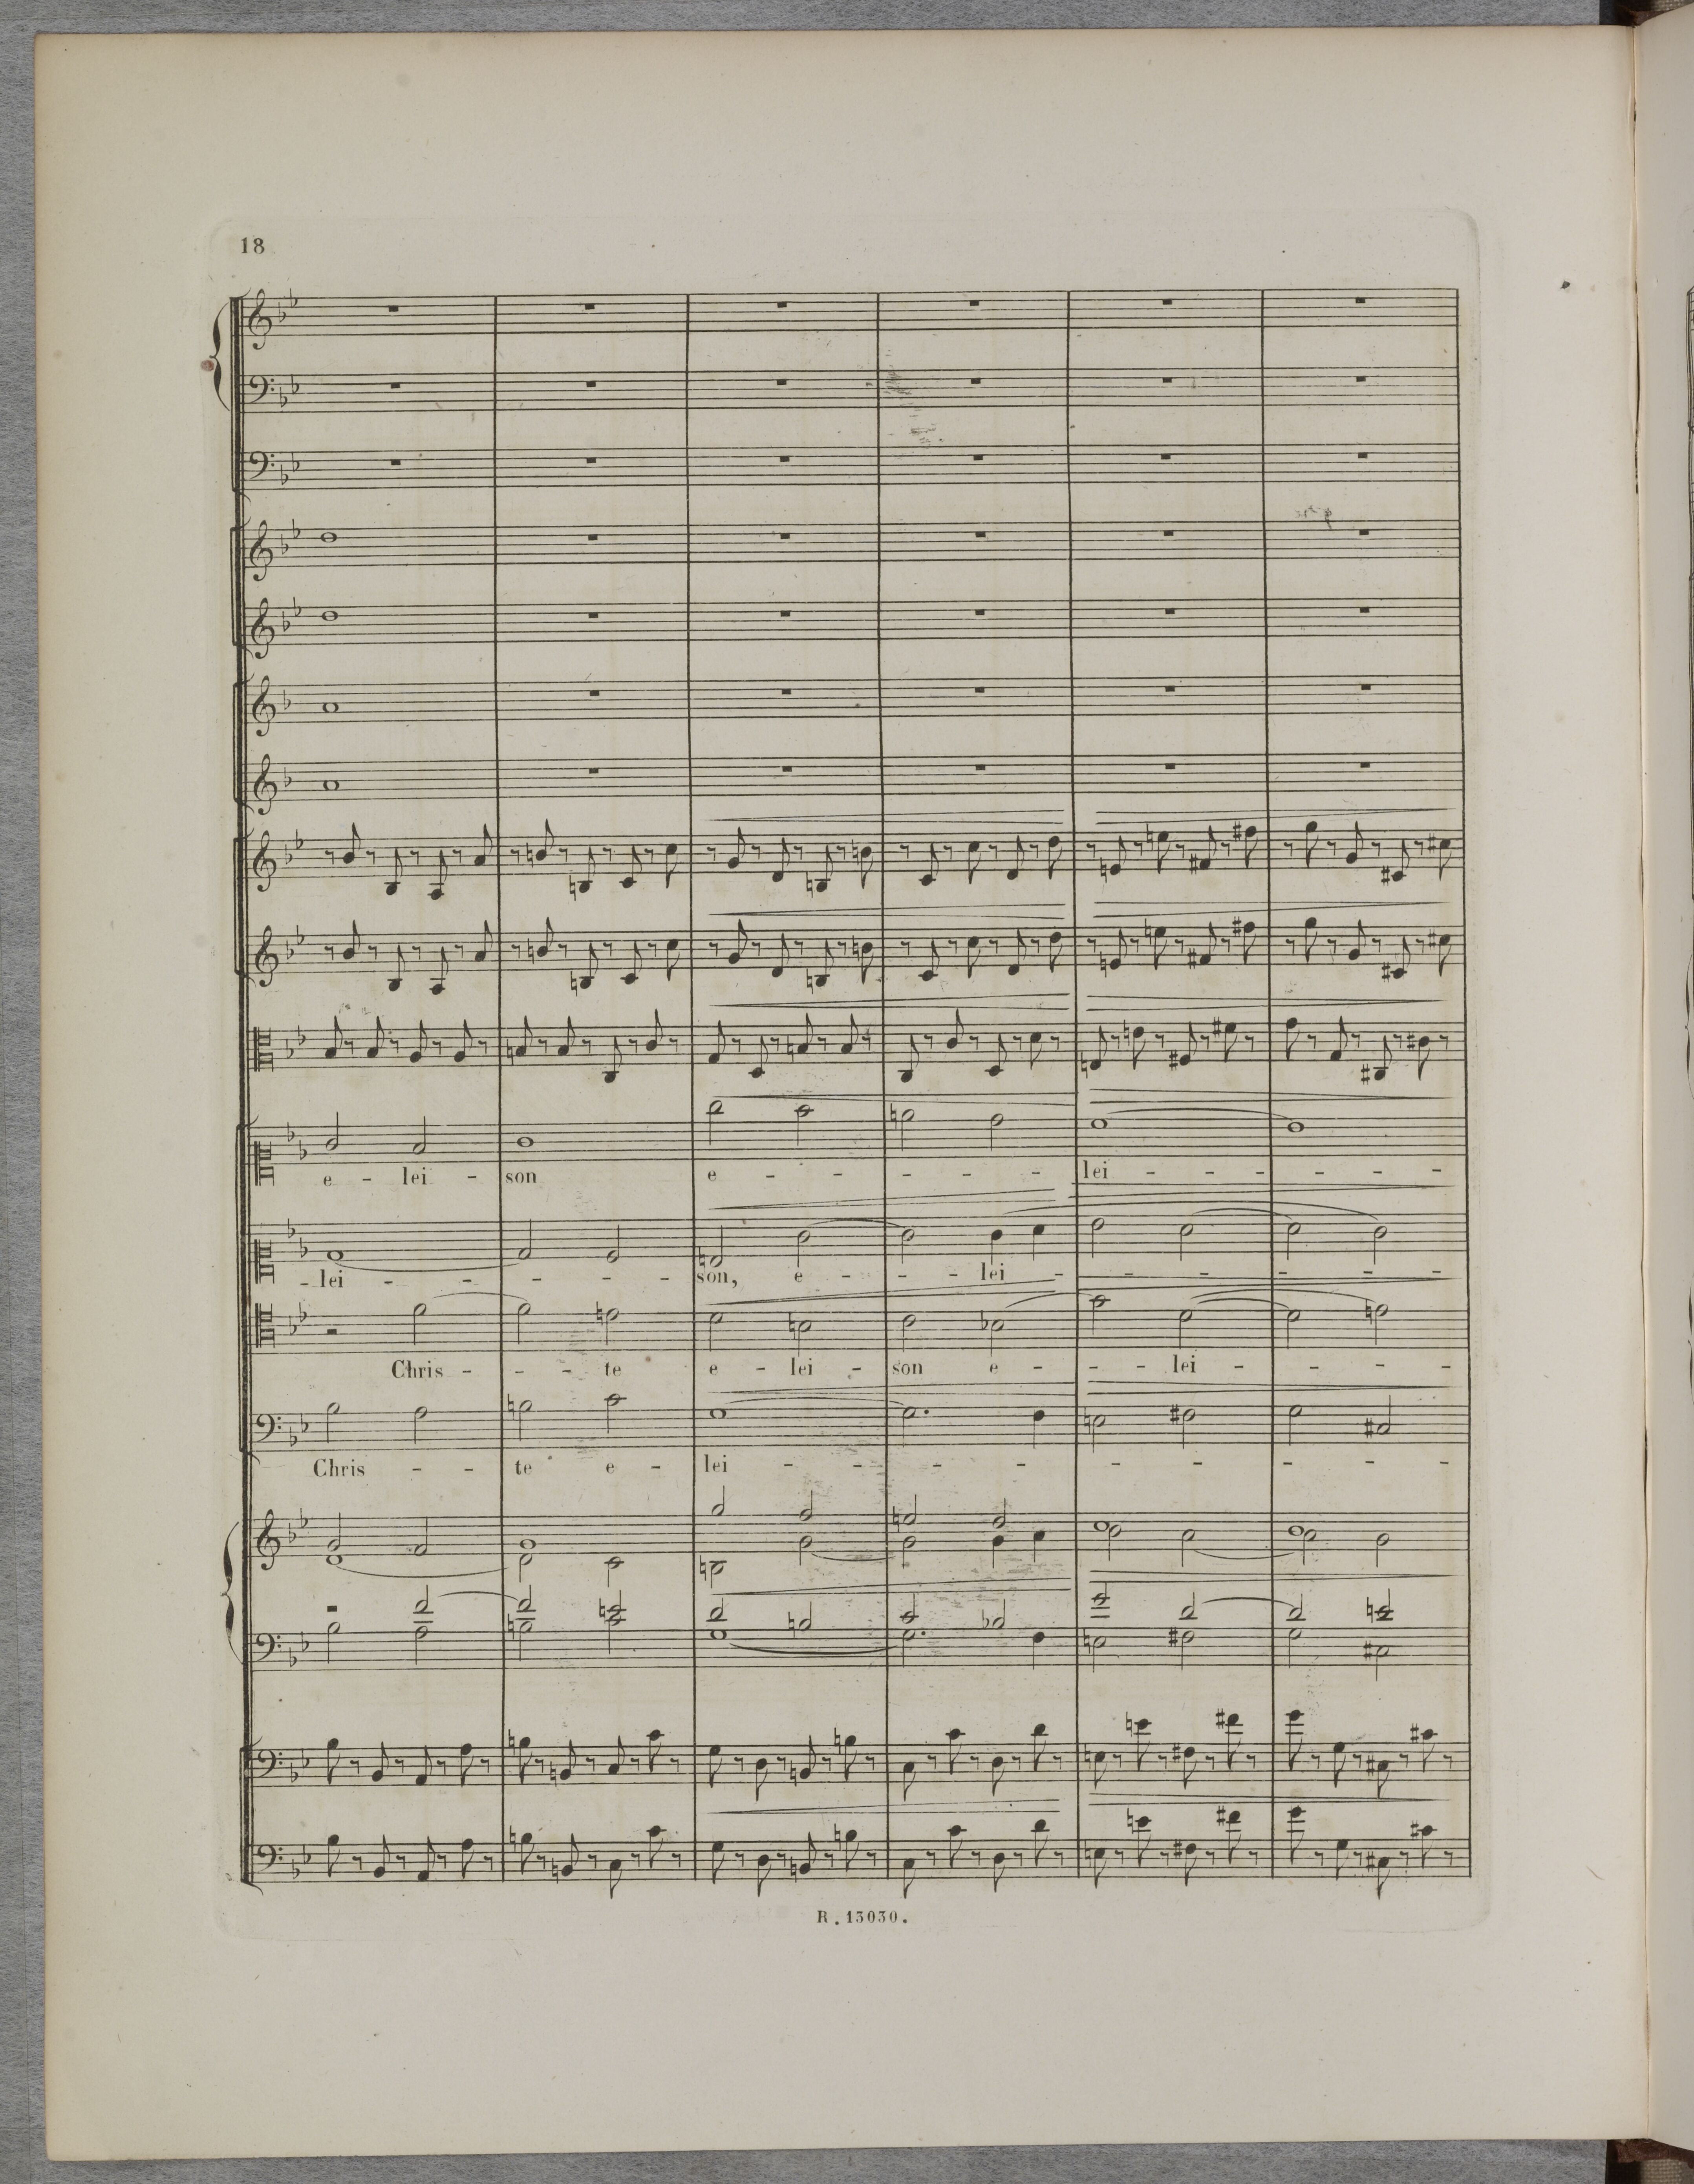 18
e - lei - son e - - - - lei - - - - -
- lei - - - - son, e - - lei - - - - - -
Chris - - - te e - lei - son e - - - lei - - - -
Chris - - te e - lei - - - - - - - - -
R. 13030.